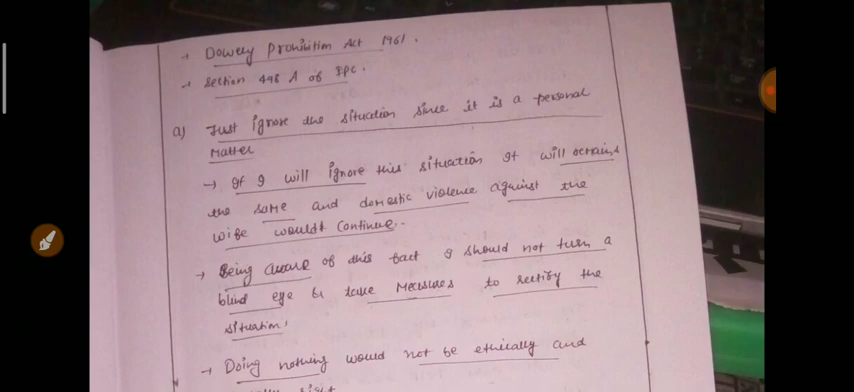 → Dowery Prohibition Act 1961.
→ Section 498 A of IPC.
a) Just ignore the situation since it is a personal
Matter
→ If I will ignore this situation It will remains
the same and domestic violence against the
wife would continue..
→ Being aware of this fact I should not turn a
blind eye & take Measures to rectify the
situation.
→ Doing nothing would not be ethically and